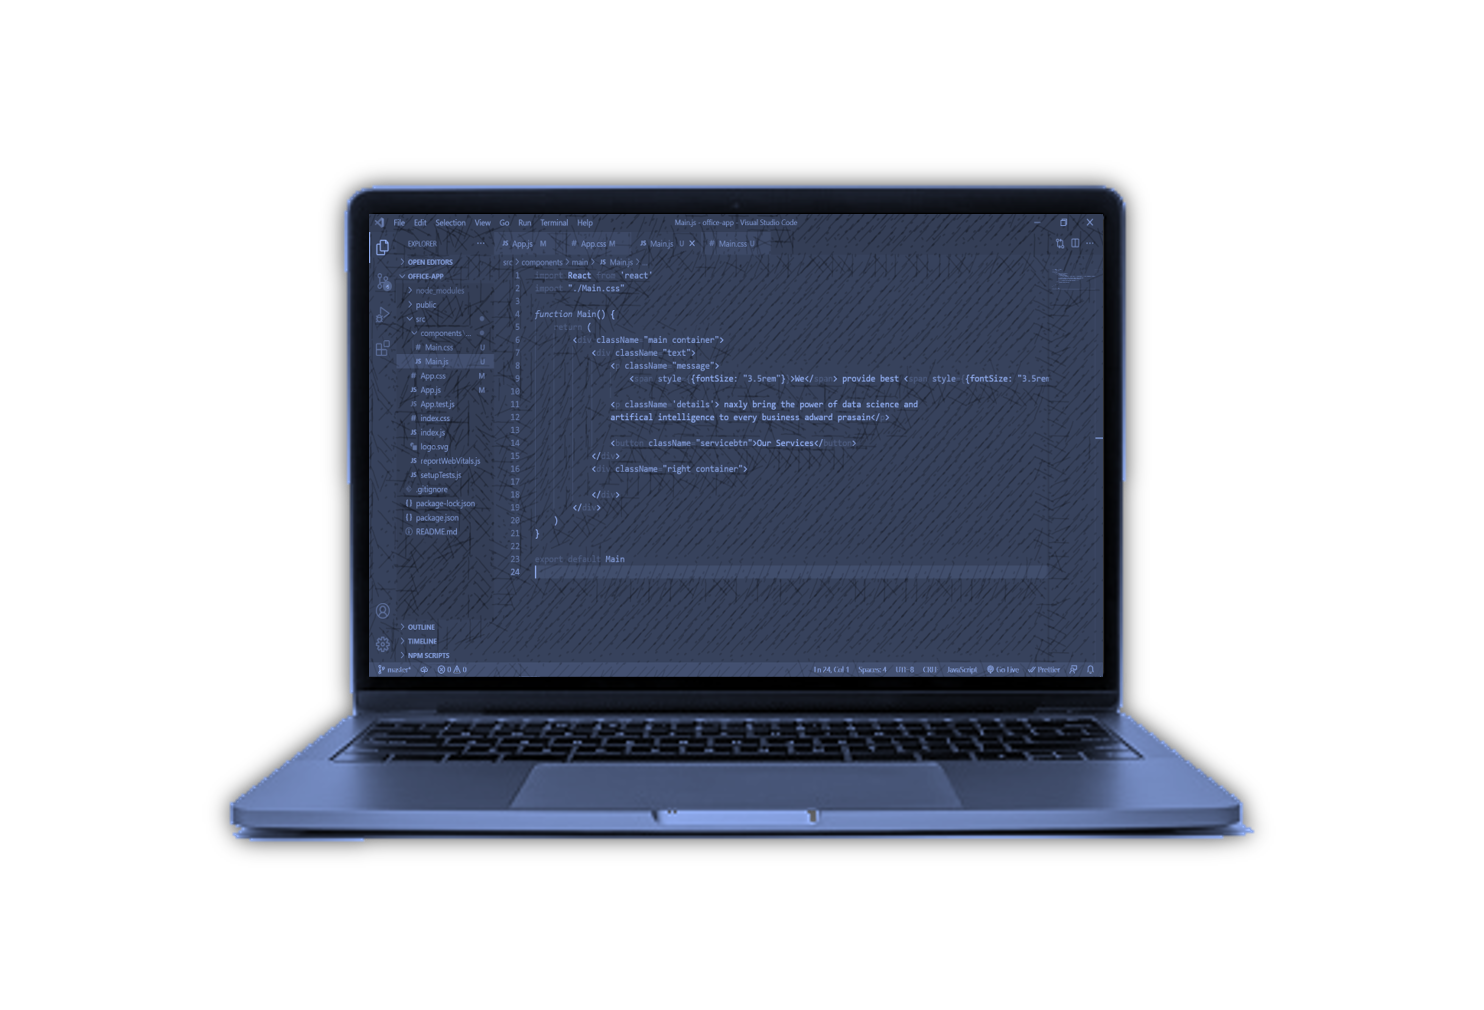 File Edit Selection View Go Run Terminal Help
Main.js - office-app - Visual Studio Code
EXPLORER
JS App.js M
# App.css M
JS Main.js U
# Main.css U
OPEN EDITORS
src > components > main > JS Main.js > ...
OFFICE-APP
node_modules
public
src
components
# Main.css U
JS Main.js U
# App.css M
JS App.js M
JS App.test.js
# index.css
JS index.js
logo.svg
JS reportWebVitals.js
JS setupTests.js
.gitignore
{} package-lock.json
{} package.json
README.md
1 import React from 'react'
2 import "./Main.css"
3
4 function Main() {
5 return (
6 <div className="main container">
7 <div className="text">
8 <p className="message">
9 <span style={{fontSize: "3.5rem"} >We</span> provide best <span style={{fontSize: "3.5rem
10
11 <p className='details'> naxly bring the power of data science and
12 artifical intelligence to every business adward prasain</p>
13
14 <button className="servicebtn">Our Services</button>
15 </div>
16 <div className="right container">
17
18 </div>
19 </div>
20 )
21 }
22
23 export default Main
24
OUTLINE
TIMELINE
NPM SCRIPTS
master* 0 0 Ln 24, Col 1 Spaces: 4 UTF-8 CRLF JavaScript Go Live Prettier